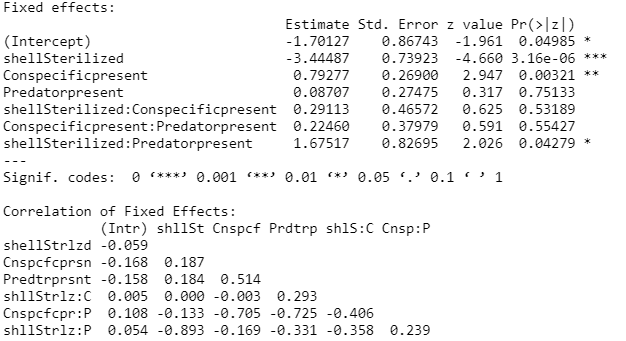 Fixed effects:
Estimate Std. Error z value Pr(>|z|)
(Intercept) -1.70127 0.86743 -1.961 0.04985 *
shellSterilized -3.44487 0.73923 -4.660 3.16e-06 ***
Conspecificpresent 0.79277 0.26900 2.947 0.00321 **
Predatorpresent 0.08707 0.27475 0.317 0.75133
shellSterilized:Conspecificpresent 0.29113 0.46572 0.625 0.53189
Conspecificpresent:Predatorpresent 0.22460 0.37979 0.591 0.55427
shellSterilized:Predatorpresent 1.67517 0.82695 2.026 0.04279 *
---
Signif. codes: 0 ‘***’ 0.001 ‘**’ 0.01 ‘*’ 0.05 ‘.’ 0.1 ‘ ’ 1
Correlation of Fixed Effects:
(Intr) shllSt Cnspcf Prdtrp shlS:C Cnsp:P
shellStrlzd -0.059
Cnspcfcprsn -0.168 0.187
Predtrprsnt -0.158 0.184 0.514
shllStrlz:C 0.005 0.000 -0.003 0.293
Cnspcfcpr:P 0.108 -0.133 -0.705 -0.725 -0.406
shllStrlz:P 0.054 -0.893 -0.169 -0.331 -0.358 0.239